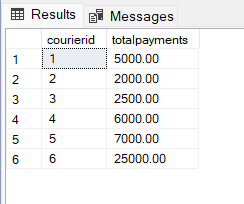 Results Messages
courierid totalpayments
1 1 5000.00
2 2 2000.00
3 3 2500.00
4 4 6000.00
5 5 7000.00
6 6 25000.00